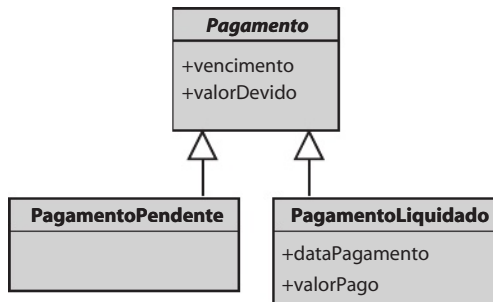 Pagamento
+vencimento
+valorDevido
PagamentoPendente
PagamentoLiquidado
+dataPagamento
+valorPago